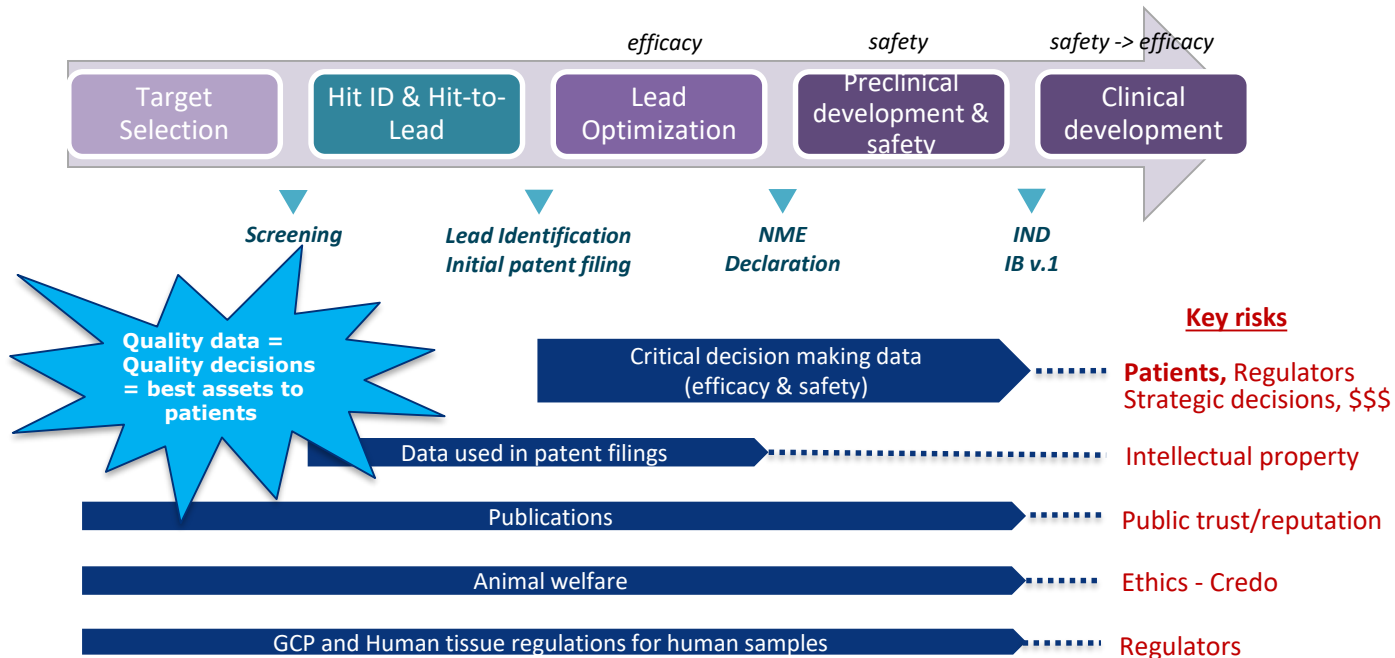 efficacy
safety
safety -> efficacy
Target
Selection
Hit ID & Hit-to-
Lead
Lead
Optimization
Preclinical
development &
safety
Clinical
development
Screening
Lead Identification
Initial patent filing
NME
Declaration
IND
IB v.1
Quality data =
Quality decisions
= best assets to
patients
Key risks
Critical decision making data
(efficacy & safety)
Patients, Regulators
Strategic decisions, $$$
Data used in patent filings
Intellectual property
Publications
Public trust/reputation
Animal welfare
Ethics - Credo
GCP and Human tissue regulations for human samples
Regulators